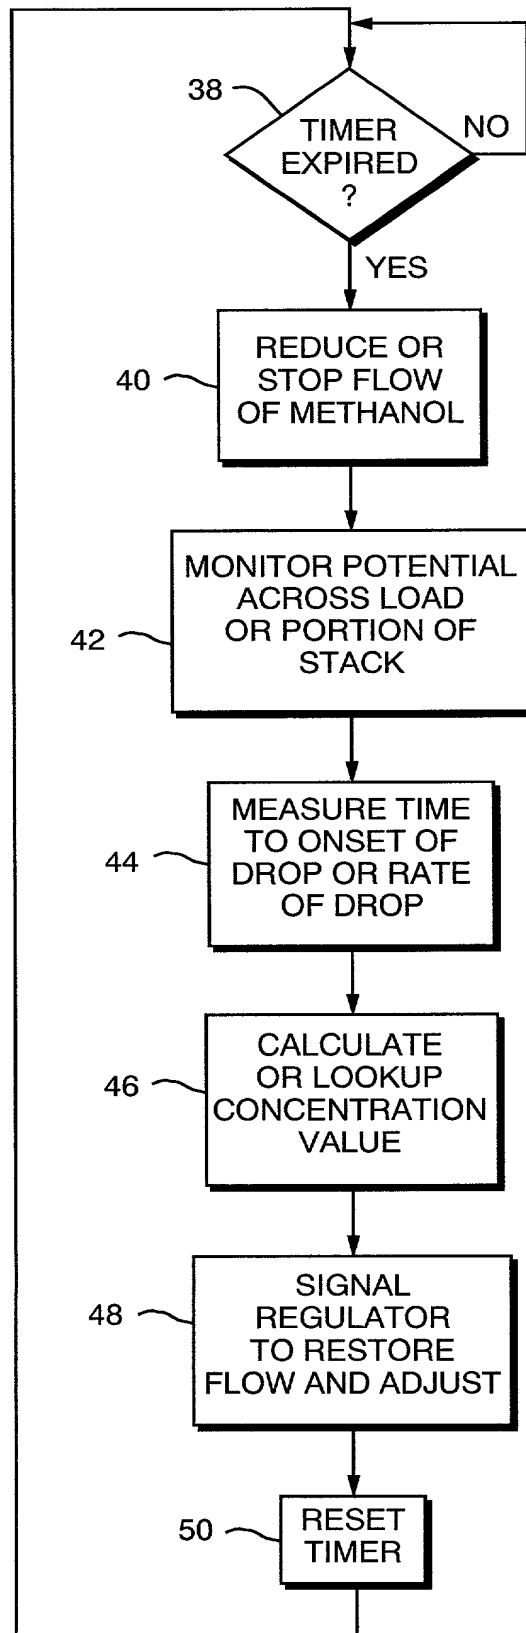 38
TIMER
EXPIRED
?
NO
YES
40
REDUCE OR
STOP FLOW
OF METHANOL
42
MONITOR POTENTIAL
ACROSS LOAD
OR PORTION OF
STACK
44
MEASURE TIME
TO ONSET OF
DROP OR RATE
OF DROP
46
CALCULATE
OR LOOKUP
CONCENTRATION
VALUE
48
SIGNAL
REGULATOR
TO RESTORE
FLOW AND ADJUST
50
RESET
TIMER